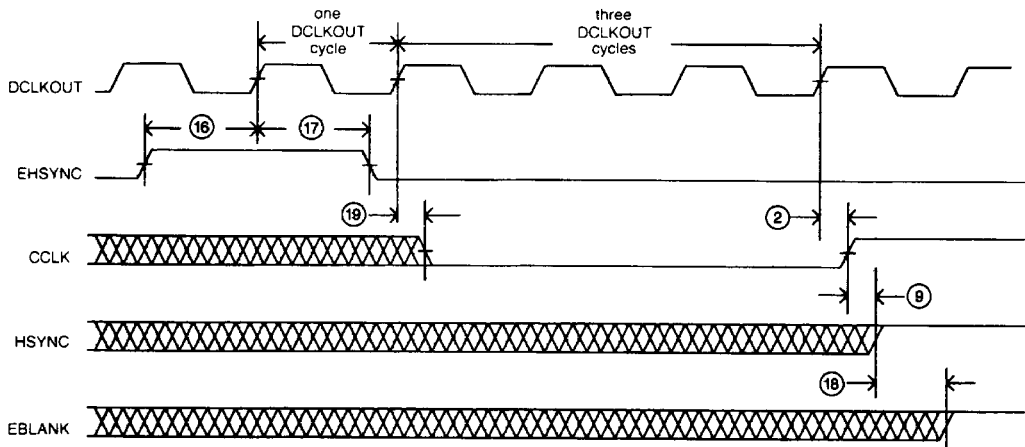 one
DCLKOUT
cycle
three
DCLKOUT
cycles
DCLKOUT
16
17
EHSYNC
19
2
CCLK
9
HSYNC
18
EBLANK